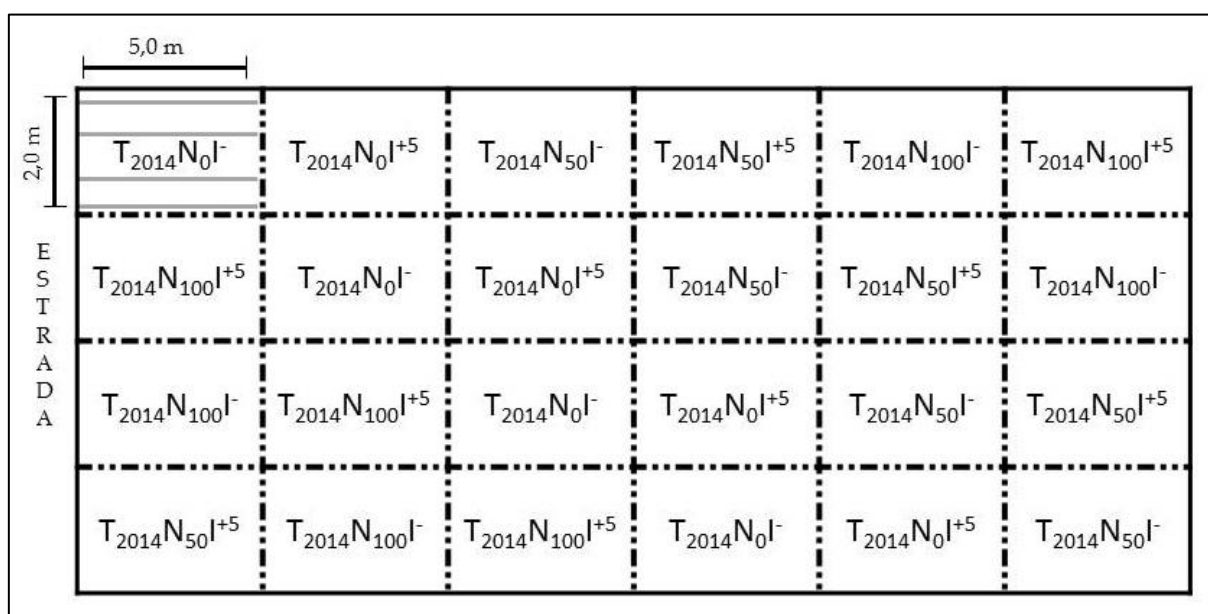 5,0 m
2,0 m
T2014N0I- T2014N0I+5 T2014N50I- T2014N50I+5 T2014N100I- T2014N100I+5
ESTRADA
T2014N100I+5 T2014N0I- T2014N0I+5 T2014N50I- T2014N50I+5 T2014N100I-
T2014N100I- T2014N100I+5 T2014N0I- T2014N0I+5 T2014N50I- T2014N50I+5
T2014N50I+5 T2014N100I- T2014N100I+5 T2014N0I- T2014N0I+5 T2014N50I-